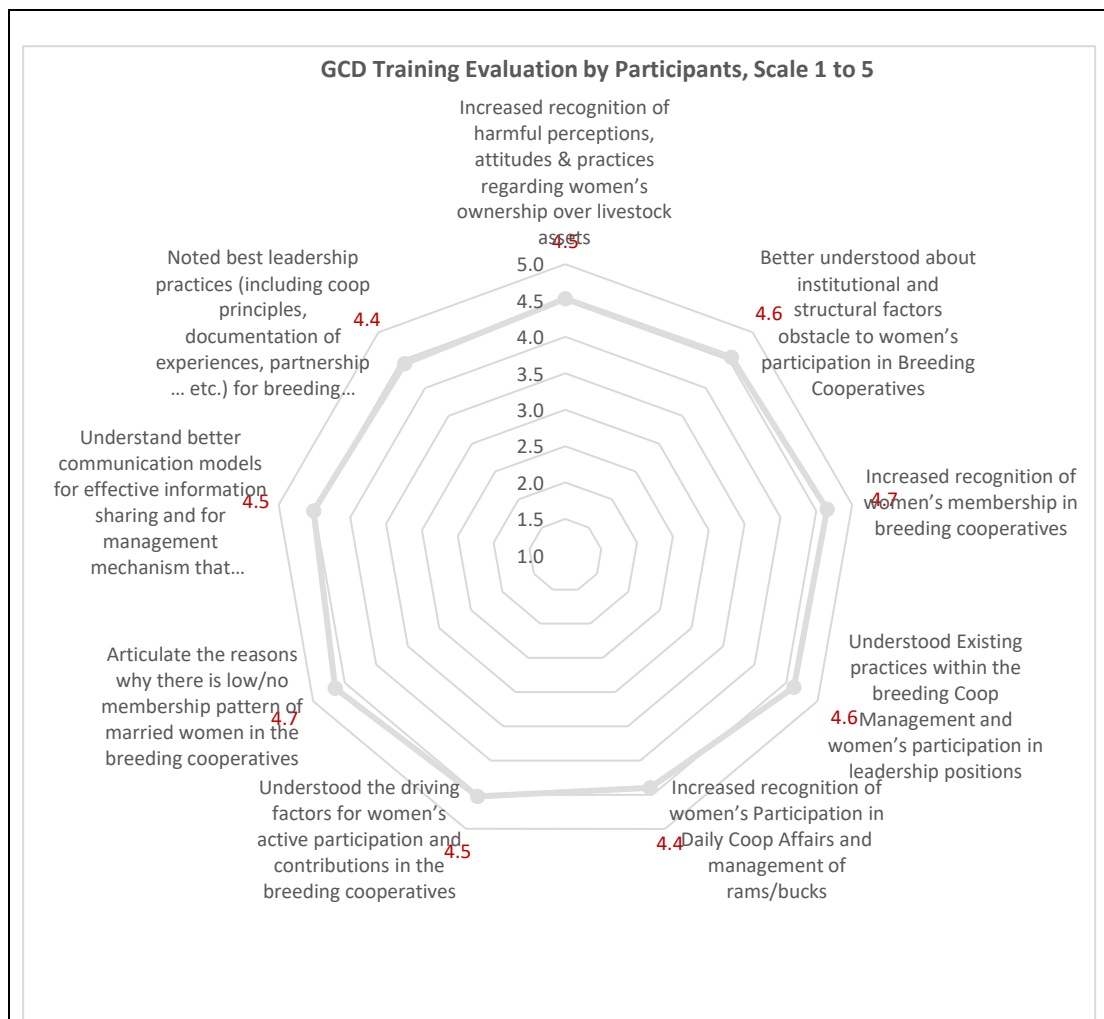 GCD Training Evaluation by Participants, Scale 1 to 5
Increased recognition of
harmful perceptions,
attitudes & practices
regarding women’s
ownership over livestock
assets
4.5
Better understood about
institutional and
structural factors
obstacle to women’s
participation in Breeding
Cooperatives
4.6
Increased recognition of
women’s membership in
breeding cooperatives
4.7
Understood Existing
practices within the
breeding Coop
Management and
women’s participation in
leadership positions
4.6
Increased recognition of
women’s Participation in
Daily Coop Affairs and
management of
rams/bucks
4.4
Understood the driving
factors for women’s
active participation and
contributions in the
breeding cooperatives
4.5
Articulate the reasons
why there is low/no
membership pattern of
married women in the
breeding cooperatives
4.7
Understand better
communication models
for effective information
sharing and for
management
mechanism that…
4.5
Noted best leadership
practices (including coop
principles,
documentation of
experiences, partnership
… etc.) for breeding…
4.4
5.0
4.5
4.0
3.5
3.0
2.5
2.0
1.5
1.0